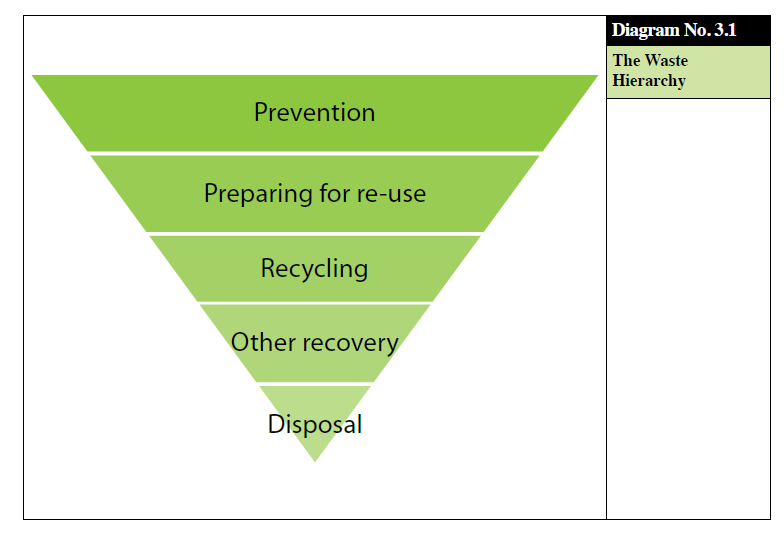 Diagram No. 3.1
The Waste
Hierarchy
Prevention
Preparing for re-use
Recycling
Other recovery
Disposal